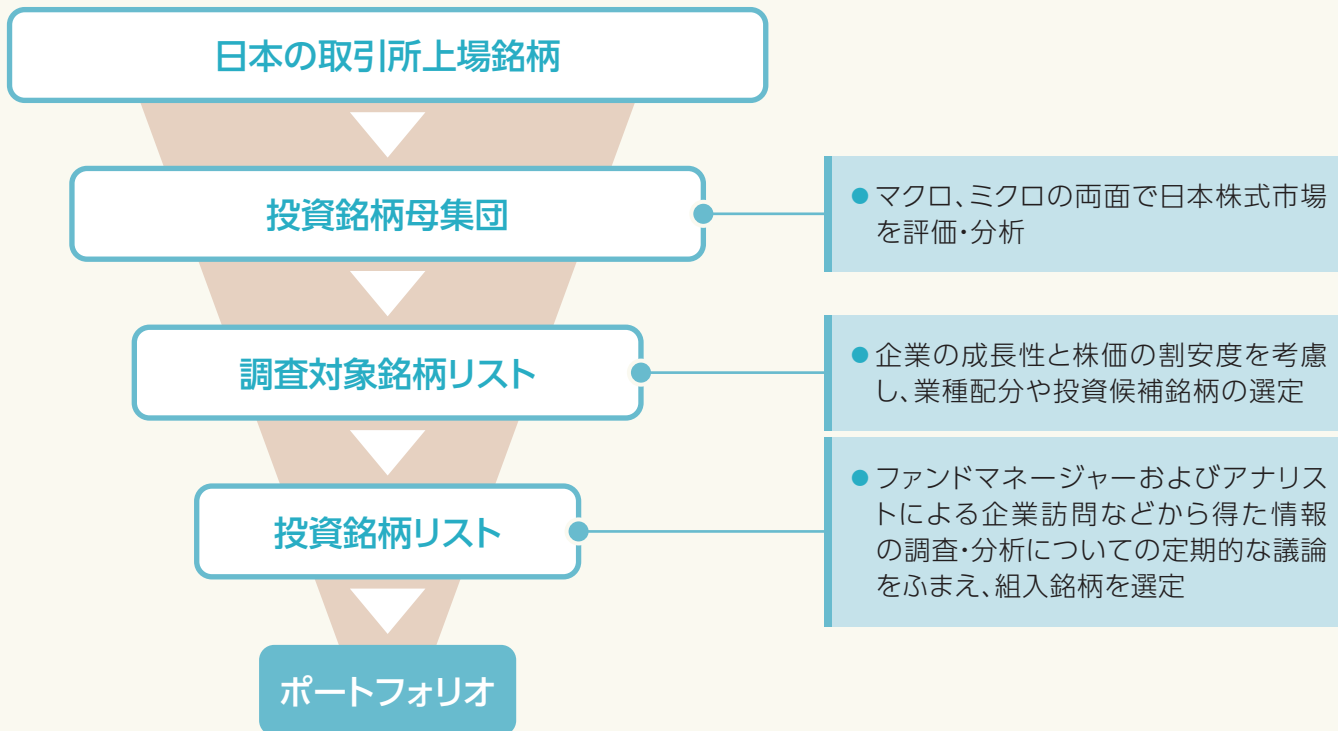 日本の取引所上場銘柄
投資銘柄母集団
●マクロ、ミクロの両面で日本株式市場
を評価・分析
調査対象銘柄リスト
●企業の成長性と株価の割安度を考慮
し、業種配分や投資候補銘柄の選定
投資銘柄リスト
●ファンドマネージャーおよびアナリス
トによる企業訪問などから得た情報
の調査・分析についての定期的な議論
をふまえ、組入銘柄を選定
ポートフォリオ